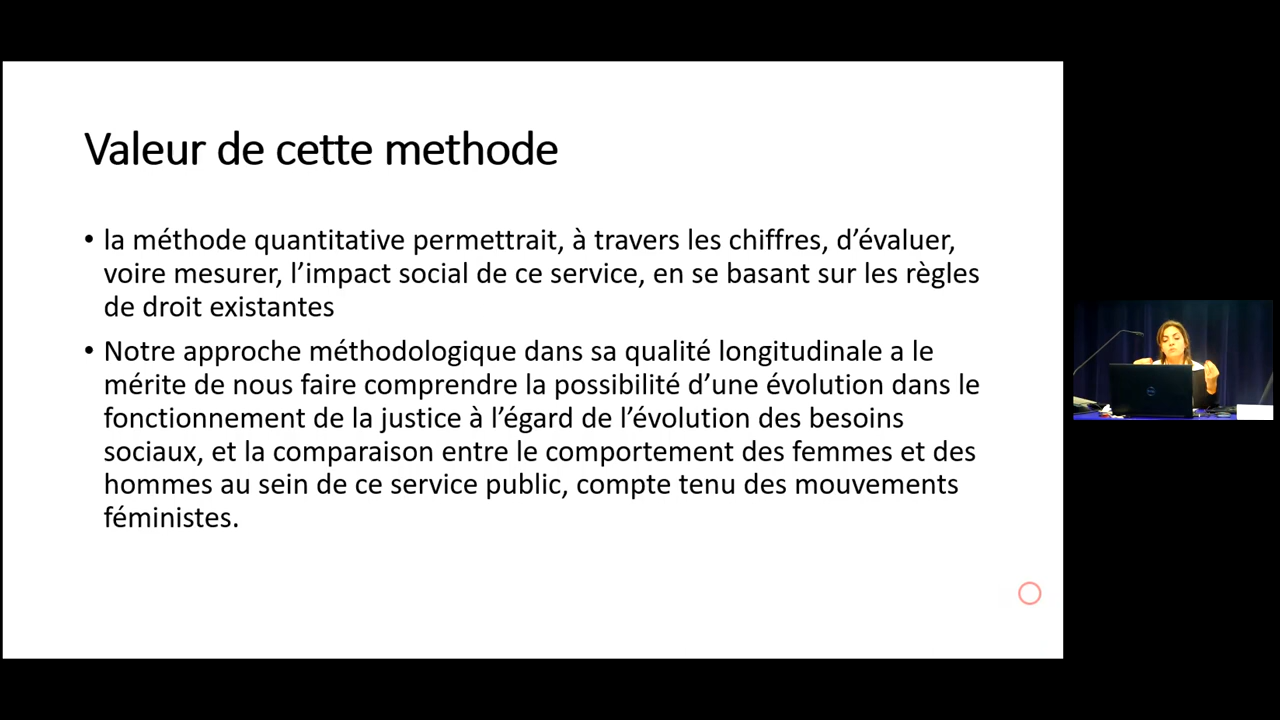 Valeur de cette methode
• la méthode quantitative permettrait, à travers les chiffres, d’évaluer,
voire mesurer, l’impact social de ce service, en se basant sur les règles
de droit existantes
• Notre approche méthodologique dans sa qualité longitudinale a le
mérite de nous faire comprendre la possibilité d’une évolution dans le
fonctionnement de la justice à l’égard de l’évolution des besoins
sociaux, et la comparaison entre le comportement des femmes et des
hommes au sein de ce service public, compte tenu des mouvements
féministes.